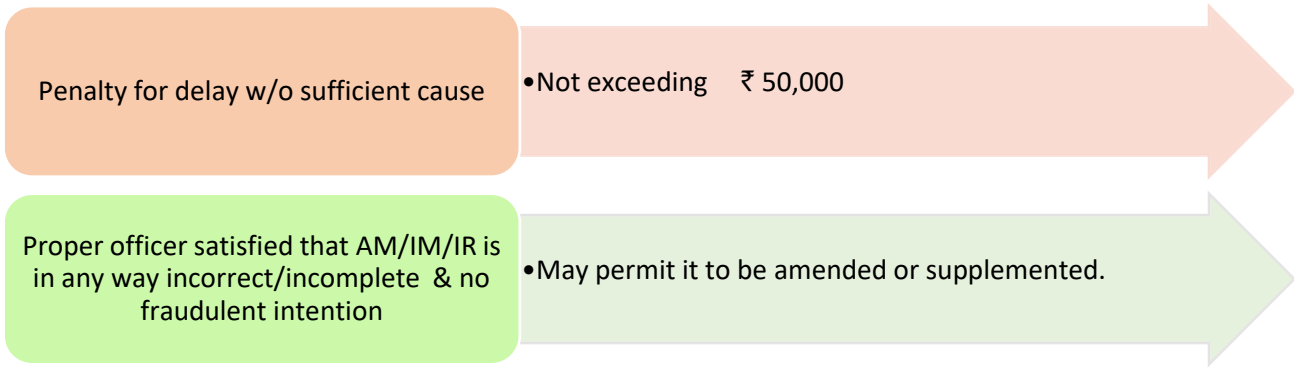 Penalty for delay w/o sufficient cause
•Not exceeding ₹ 50,000
Proper officer satisfied that AM/IM/IR is
in any way incorrect/incomplete & no
fraudulent intention
•May permit it to be amended or supplemented.